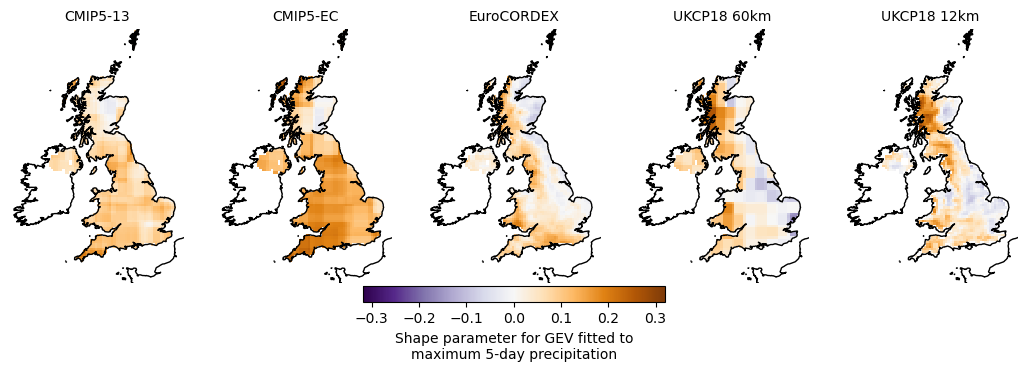 CMIP5-13 CMIP5-EC EuroCORDEX UKCP18 60km UKCP18 12km
−0.3 −0.2 −0.1 0.0 0.1 0.2 0.3
Shape parameter for GEV fitted to
maximum 5-day precipitation